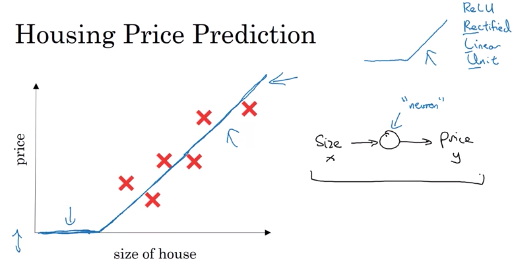 Housing Price Prediction
ReLU
Rectified
Linear
Unit
"neuron"
size
x
price
y
price
size of house